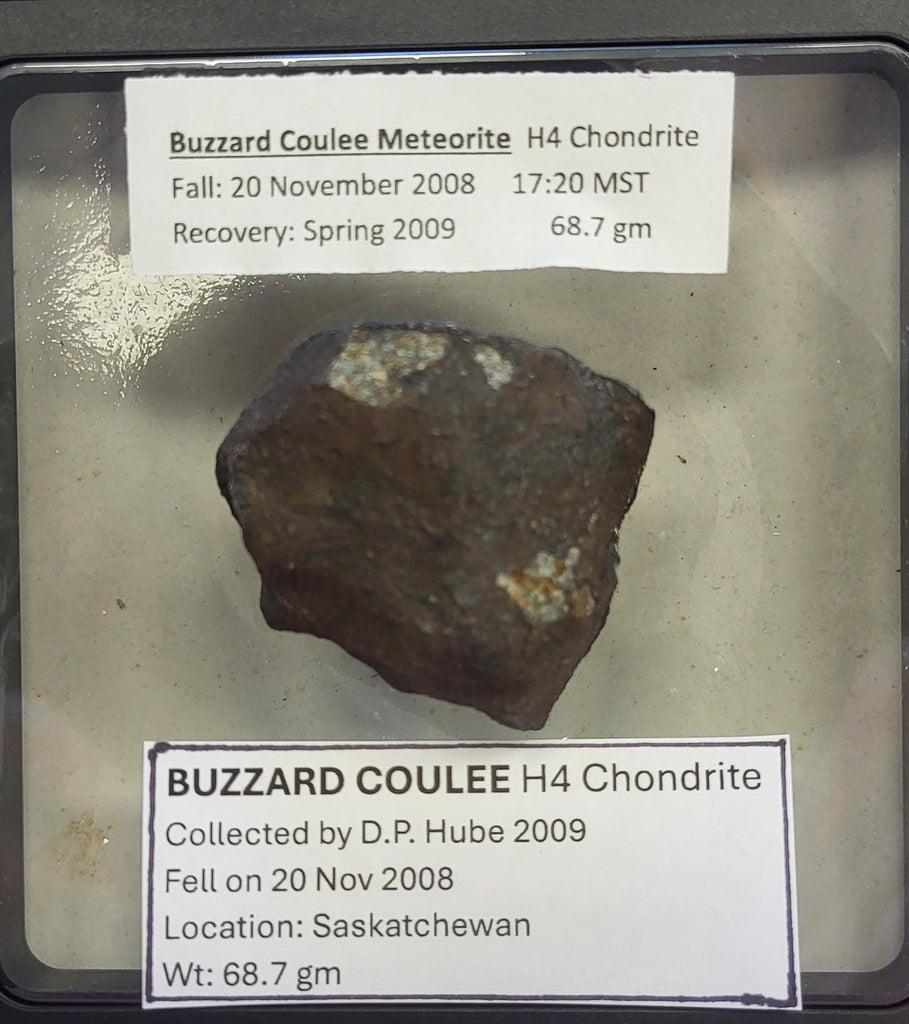 Buzzard Coulee Meteorite H4 Chondrite
Fall: 20 November 2008 17:20 MST
Recovery: Spring 2009 68.7 gm
BUZZARD COULEE H4 Chondrite
Collected by D.P. Hube 2009
Fell on 20 Nov 2008
Location: Saskatchewan
Wt: 68.7 gm